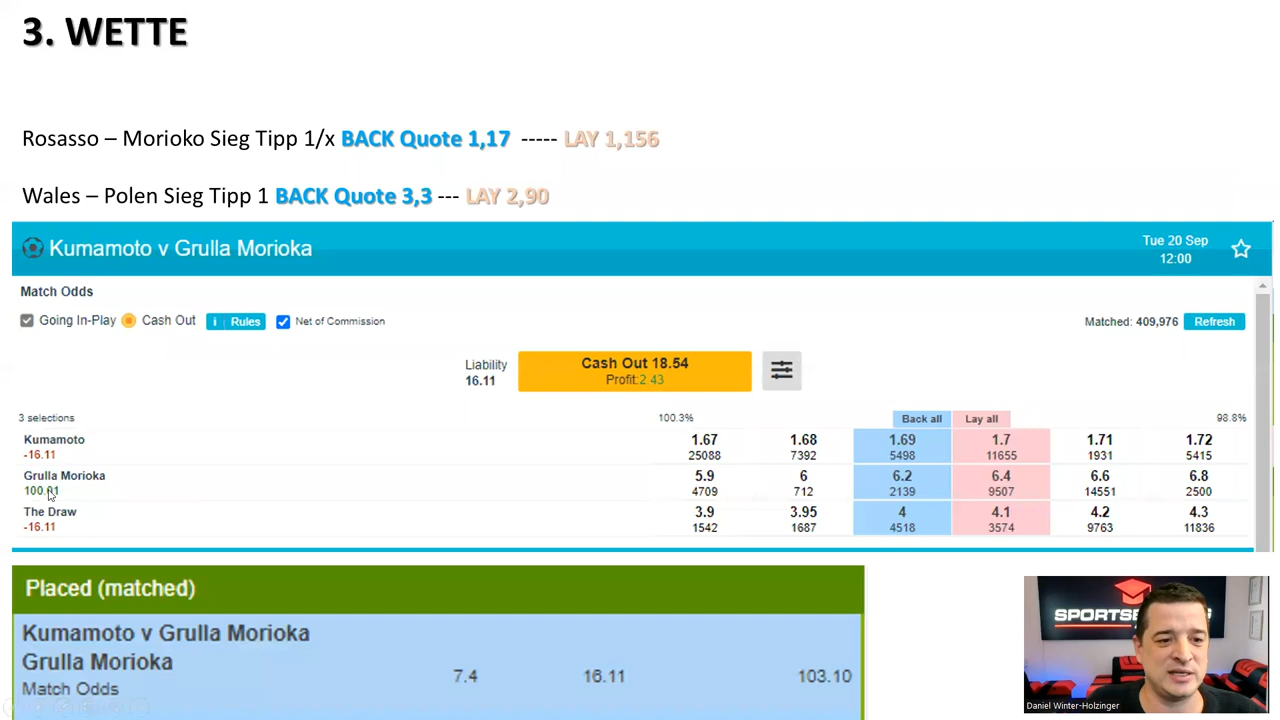 3. WETTE
Rosasso – Morioko Sieg Tipp 1/x BACK Quote 1,17 ----- LAY 1,156
Wales – Polen Sieg Tipp 1 BACK Quote 3,3 --- LAY 2,90
Kumamoto v Grulla Morioka
Tue 20 Sep
12:00
Match Odds
Going In-Play Cash Out i Rules Net of Commission Matched: 409,976 Refresh
Liability
16.11
Cash Out 18.54
Profit:2.43
3 selections 100.3% Back all Lay all 98.8%
Kumamoto 1.67 1.68 1.69 1.7 1.71 1.72
-16.11 25088 7392 5498 11655 1931 5415
Grulla Morioka 5.9 6 6.2 6.4 6.6 6.8
4709 712 2139 9507 14551 2500
The Draw 3.9 3.95 4 4.1 4.2 4.3
-16.11 1542 1687 4518 3574 9763 11836
Placed (matched)
Kumamoto v Grulla Morioka
Grulla Morioka 7.4 16.11 103.10
Match Odds
Daniel Winter-Holzinger